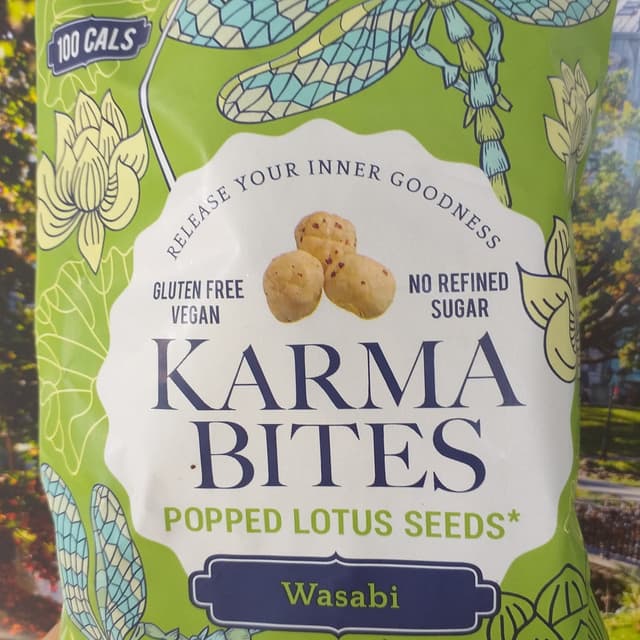 100 CALS
RELEASE YOUR INNER GOODNESS
GLUTEN FREE
VEGAN
NO REFINED
SUGAR
KARMA
BITES
POPPED LOTUS SEEDS*
Wasabi